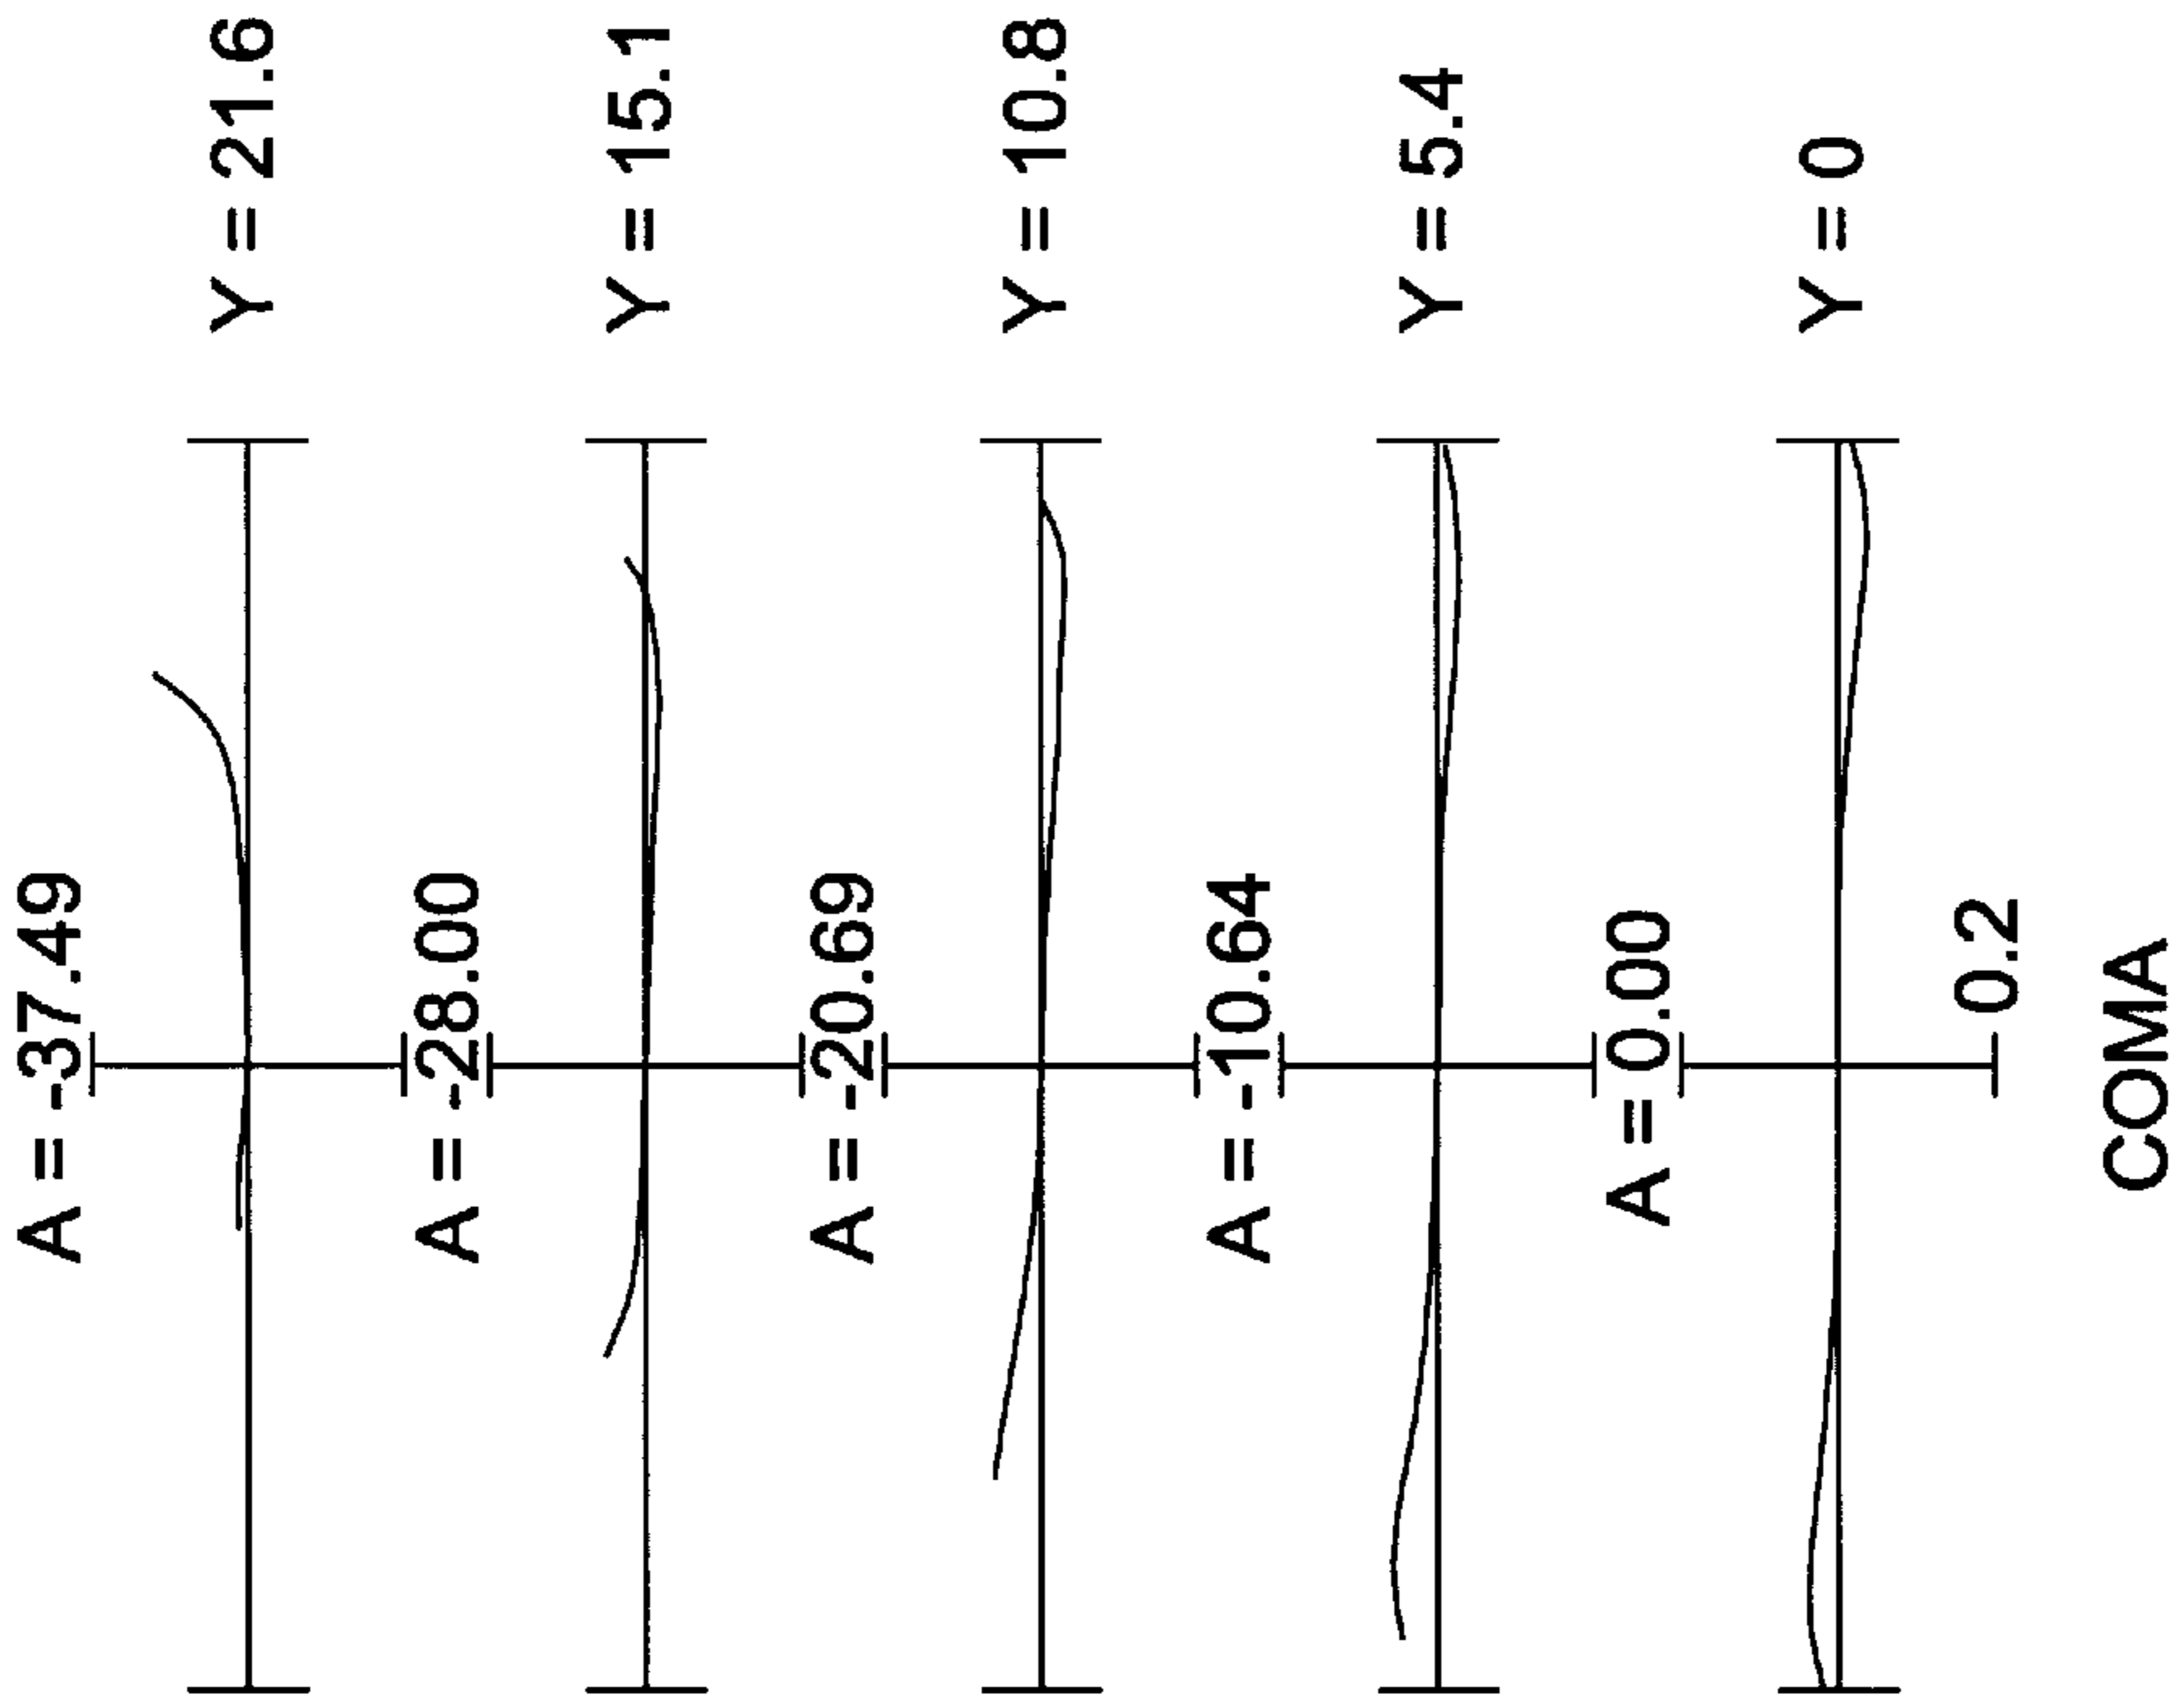 A = -37.49
Y = 21.6
A = -28.00
Y = 15.1
A = -20.69
Y = 10.8
A = -10.64
Y = 5.4
A = 0.00
Y = 0
0.2
COMA